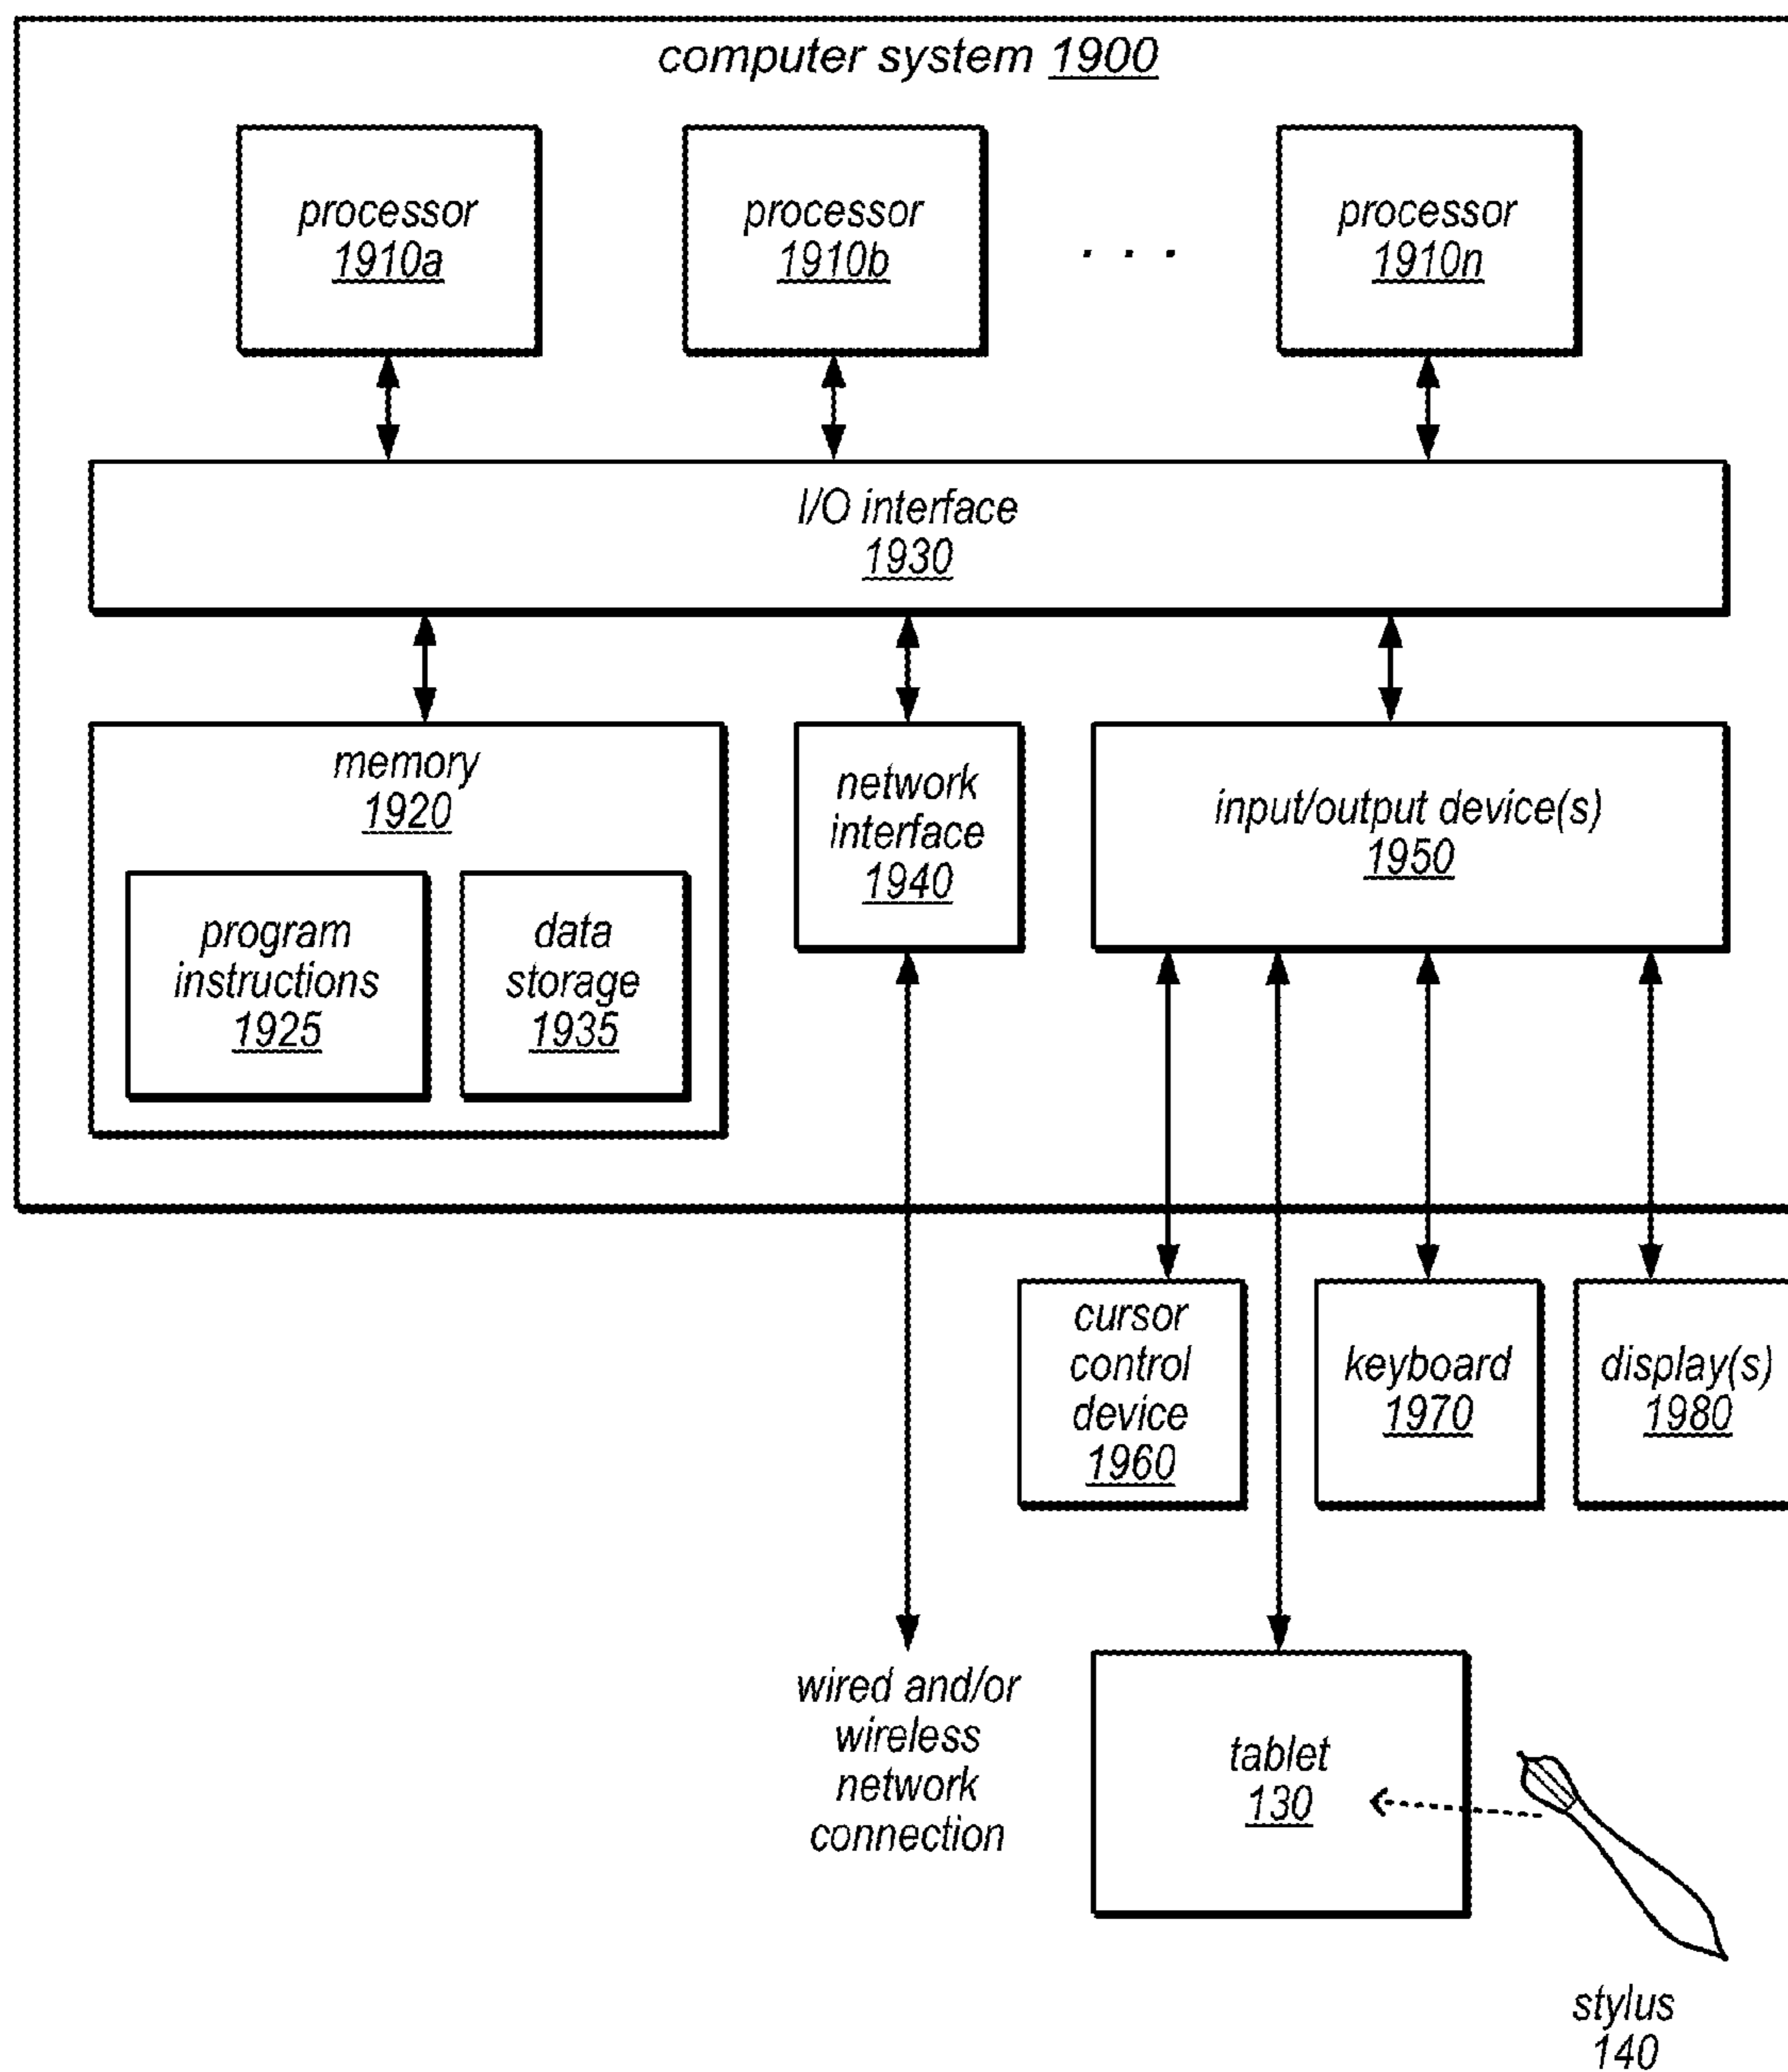 computer system 1900
processor
1910a
processor
1910b
. . .
processor
1910n
I/O interface
1930
memory
1920
program
instructions
1925
data
storage
1935
network
interface
1940
input/output device(s)
1950
cursor
control
device
1960
keyboard
1970
display(s)
1980
wired and/or
wireless
network
connection
tablet
130
stylus
140